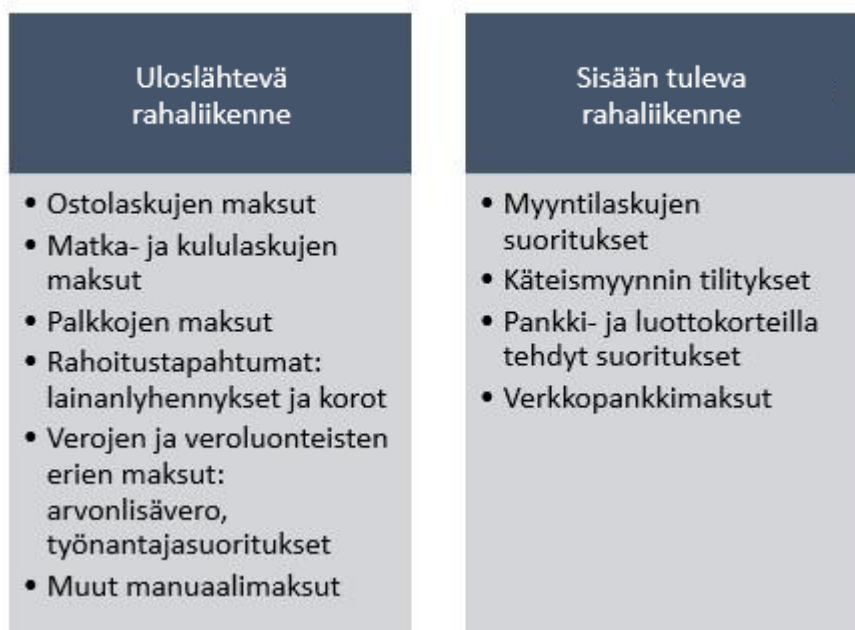 Uloslähtevä
rahaliikenne
• Ostolaskujen maksut
• Matka- ja kululaskujen
maksut
• Palkkojen maksut
• Rahoitustapahtumat:
lainanlyhennykset ja korot
• Verojen ja veroluonteisten
erien maksut:
arvonlisävero,
työnantajasuoritukset
• Muut manuaalimaksut
Sisään tuleva
rahaliikenne
• Myyntilaskujen
suoritukset
• Käteismyynnin tilitykset
• Pankki- ja luottokorteilla
tehdyt suoritukset
• Verkkopankkimaksut